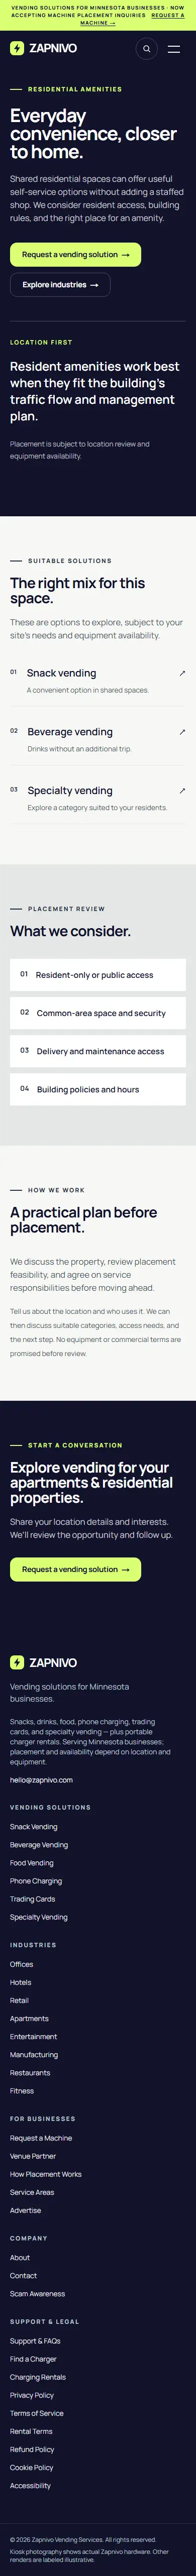 VENDING SOLUTIONS FOR MINNESOTA BUSINESSES · NOW
ACCEPTING MACHINE PLACEMENT INQUIRIES REQUEST A
MACHINE →
ZAPNIVO
RESIDENTIAL AMENITIES
Everyday
convenience, closer
to home.
Shared residential spaces can offer useful
self-service options without adding a staffed
shop. We consider resident access, building
rules, and the right place for an amenity.
Request a vending solution →
Explore industries →
LOCATION FIRST
Resident amenities work best
when they fit the building's
traffic flow and management
plan.
Placement is subject to location review and
equipment availability.
SUITABLE SOLUTIONS
The right mix for this
space.
These are options to explore, subject to your
site's needs and equipment availability.
01 Snack vending ↗
A convenient option in shared spaces.
02 Beverage vending ↗
Drinks without an additional trip.
03 Specialty vending ↗
Explore a category suited to your residents.
PLACEMENT REVIEW
What we consider.
01 Resident-only or public access
02 Common-area space and security
03 Delivery and maintenance access
04 Building policies and hours
HOW WE WORK
A practical plan before
placement.
We discuss the property, review placement
feasibility, and agree on service
responsibilities before moving ahead.
Tell us about the location and who uses it. We can
then discuss suitable categories, access needs, and
the next step. No equipment or commercial terms are
promised before review.
START A CONVERSATION
Explore vending for your
apartments & residential
properties.
Share your location details and interests.
We'll review the opportunity and follow up.
Request a vending solution →
ZAPNIVO
Vending solutions for Minnesota
businesses.
Snacks, drinks, food, phone charging, trading
cards, and specialty vending — plus portable
charger rentals. Serving Minnesota businesses;
placement and availability depend on location and
equipment.
hello@zapnivo.com
VENDING SOLUTIONS
Snack Vending
Beverage Vending
Food Vending
Phone Charging
Trading Cards
Specialty Vending
INDUSTRIES
Offices
Hotels
Retail
Apartments
Entertainment
Manufacturing
Restaurants
Fitness
FOR BUSINESSES
Request a Machine
Venue Partner
How Placement Works
Service Areas
Advertise
COMPANY
About
Contact
Scam Awareness
SUPPORT & LEGAL
Support & FAQs
Find a Charger
Charging Rentals
Privacy Policy
Terms of Service
Rental Terms
Refund Policy
Cookie Policy
Accessibility
© 2026 Zapnivo Vending Services. All rights reserved.
Kiosk photography shows actual Zapnivo hardware. Other
renders are labeled illustrative.